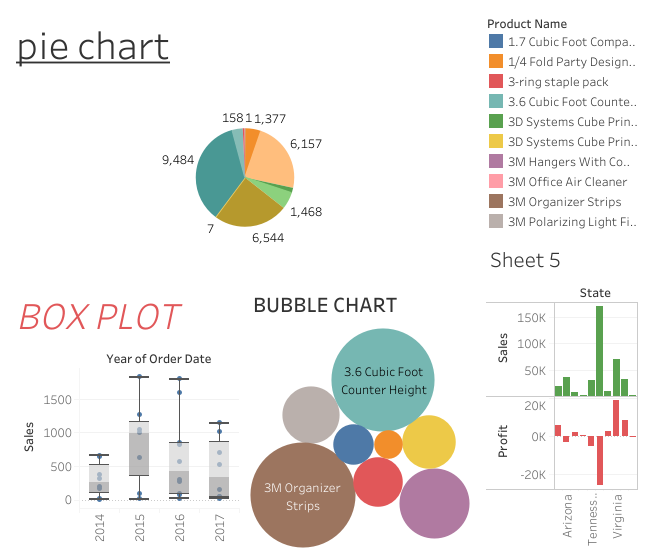 pie chart
Product Name
1.7 Cubic Foot Compa..
1/4 Fold Party Design..
3-ring staple pack
3.6 Cubic Foot Counte..
3D Systems Cube Prin..
3D Systems Cube Prin..
3M Hangers With Co..
3M Office Air Cleaner
3M Organizer Strips
3M Polarizing Light Fi..
158 1 1,377
6,157
9,484
1,468
7
6,544
Sheet 5
BOX PLOT
Year of Order Date
Sales
1500
1000
500
0
2014
2015
2016
2017
BUBBLE CHART
3.6 Cubic Foot
Counter Height
3M Organizer
Strips
State
Sales
150K
100K
50K
0K
Profit
20K
0K
-20K
Arizona
Tenness..
Virginia